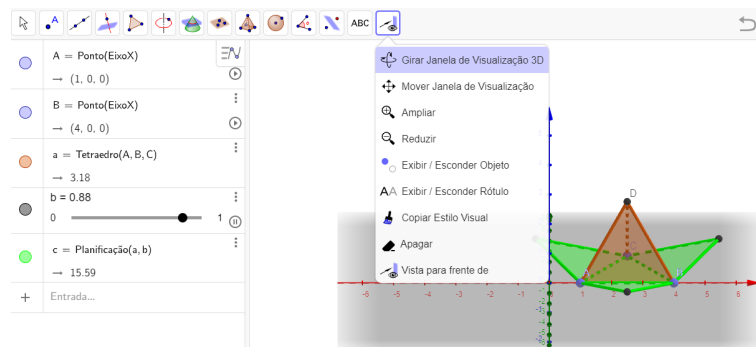 ABC
A = Ponto(EixoX)
→ (1, 0, 0)
B = Ponto(EixoX)
→ (4, 0, 0)
a = Tetraedro(A, B, C)
→ 3.18
b = 0.88
0 1
c = Planificação(a, b)
→ 15.59
+ Entrada...
Girar Janela de Visualização 3D
Mover Janela de Visualização
Ampliar
Reduzir
Exibir / Esconder Objeto
AA Exibir / Esconder Rótulo
Copiar Estilo Visual
Apagar
Vista para frente de
D
-6 -5 -4 -3 -2 -1 0 1 2 3 4 5 6